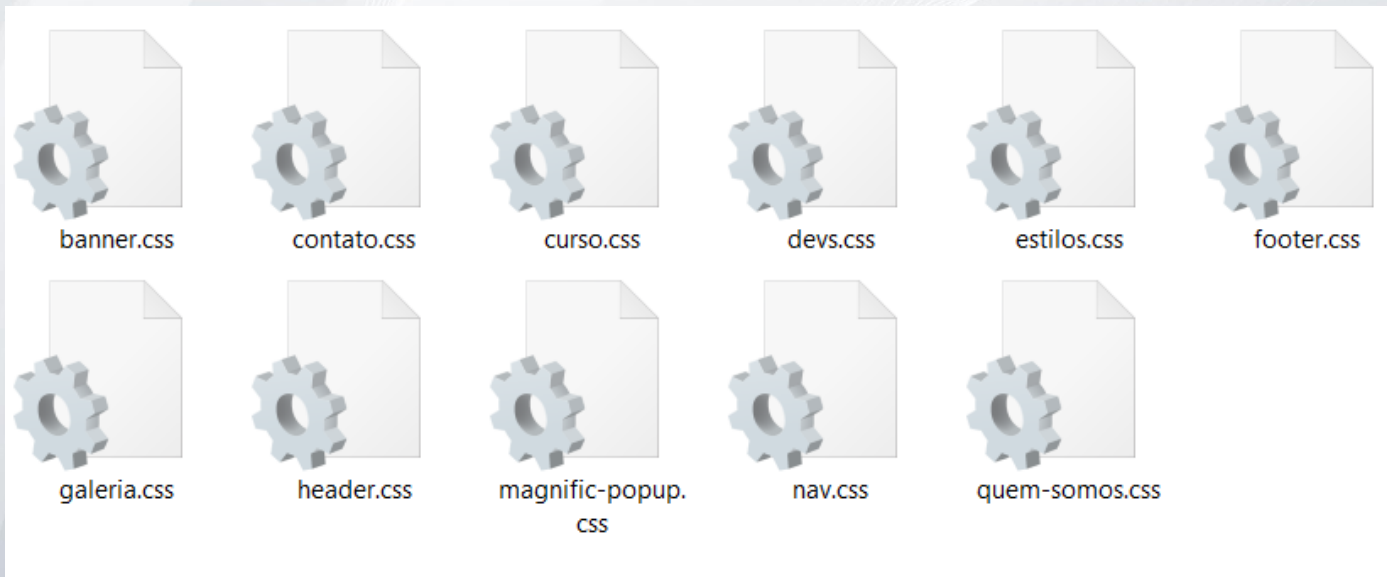 banner.css
contato.css
curso.css
devs.css
estilos.css
footer.css
galeria.css
header.css
magnific-popup.
css
nav.css
quem-somos.css